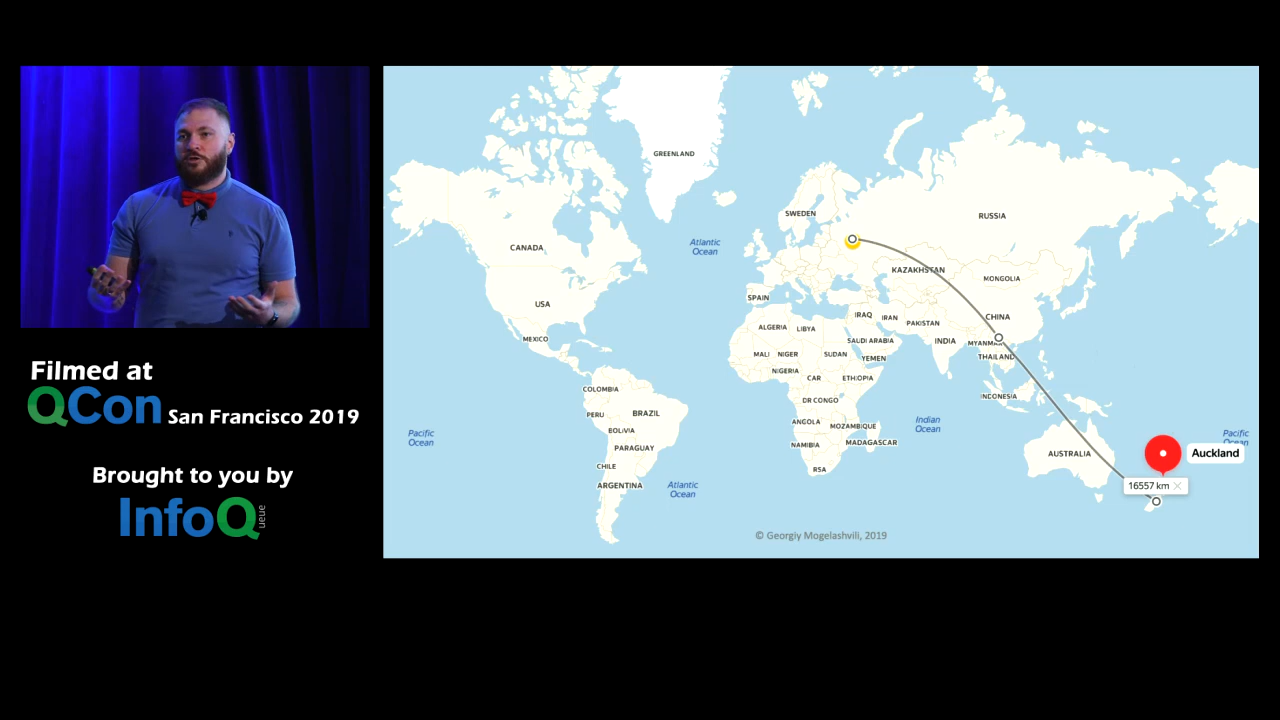 Filmed at
QCon San Francisco 2019
Brought to you by
InfoQ
ueue
GREENLAND
SWEDEN
RUSSIA
CANADA
Atlantic
Ocean
KAZAKHSTAN
MONGOLIA
SPAIN
USA
IRAQ
IRAN
PAKISTAN
CHINA
ALGERIA
LIBYA
MEXICO
SAUDI ARABIA
INDIA
MYANMAR
MALI
NIGER
SUDAN
YEMEN
THAILAND
NIGERIA
CAR
ETHIOPIA
COLOMBIA
DR CONGO
INDONESIA
PERU
BRAZIL
ANGOLA
MOZAMBIQUE
Indian
Ocean
BOLIVIA
Pacific
Ocean
NAMIBIA
MADAGASCAR
Pacific
Ocean
PARAGUAY
AUSTRALIA
Auckland
CHILE
RSA
ARGENTINA
Atlantic
Ocean
16557 km
© Georgiy Mogelashvili, 2019